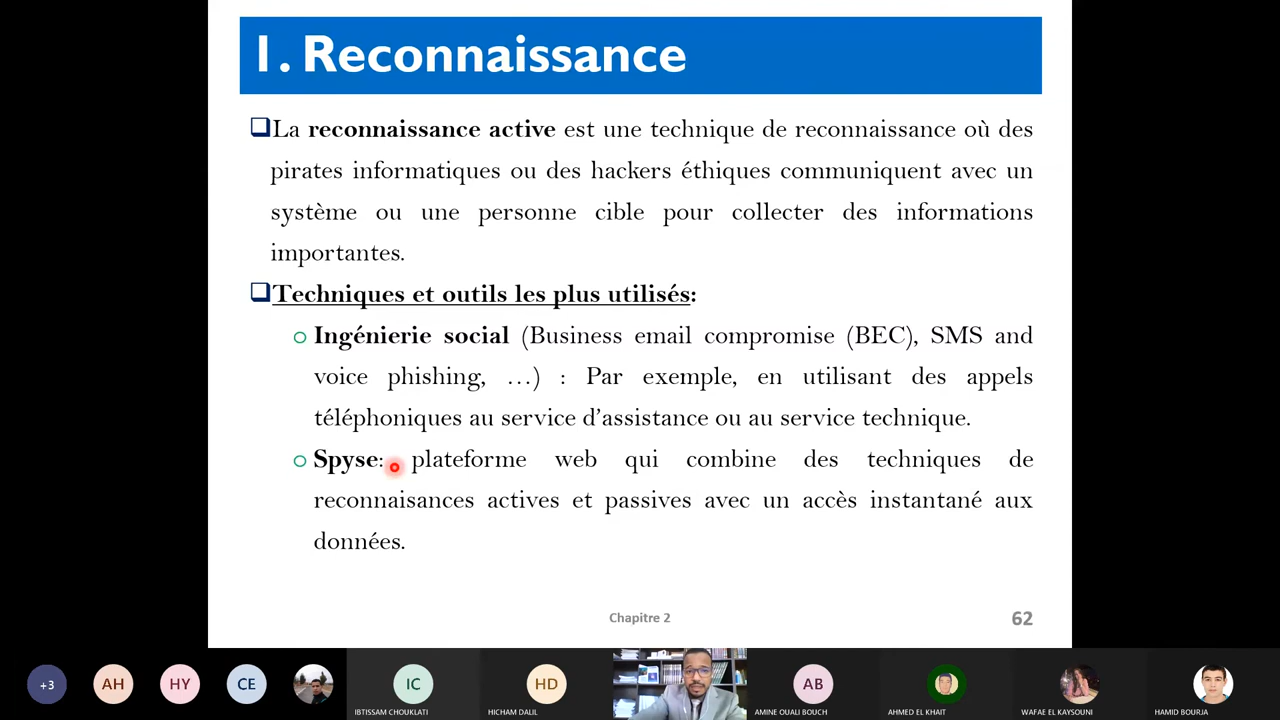 1. Reconnaissance
La reconnaissance active est une technique de reconnaissance où des
pirates informatiques ou des hackers éthiques communiquent avec un
système ou une personne cible pour collecter des informations
importantes.
Techniques et outils les plus utilisés:
Ingénierie social (Business email compromise (BEC), SMS and
voice phishing, …) : Par exemple, en utilisant des appels
téléphoniques au service d’assistance ou au service technique.
Spyse: plateforme web qui combine des techniques de
reconnaisances actives et passives avec un accès instantané aux
données.
Chapitre 2
62
+3
AH
HY
CE
IC
HD
AB
IBTISSAM CHOUKLATI
HICHAM DALIL
AMINE OUALI BOUCH
AHMED EL KHAIT
WAFAE EL KAYSOUNI
HAMID BOURJA